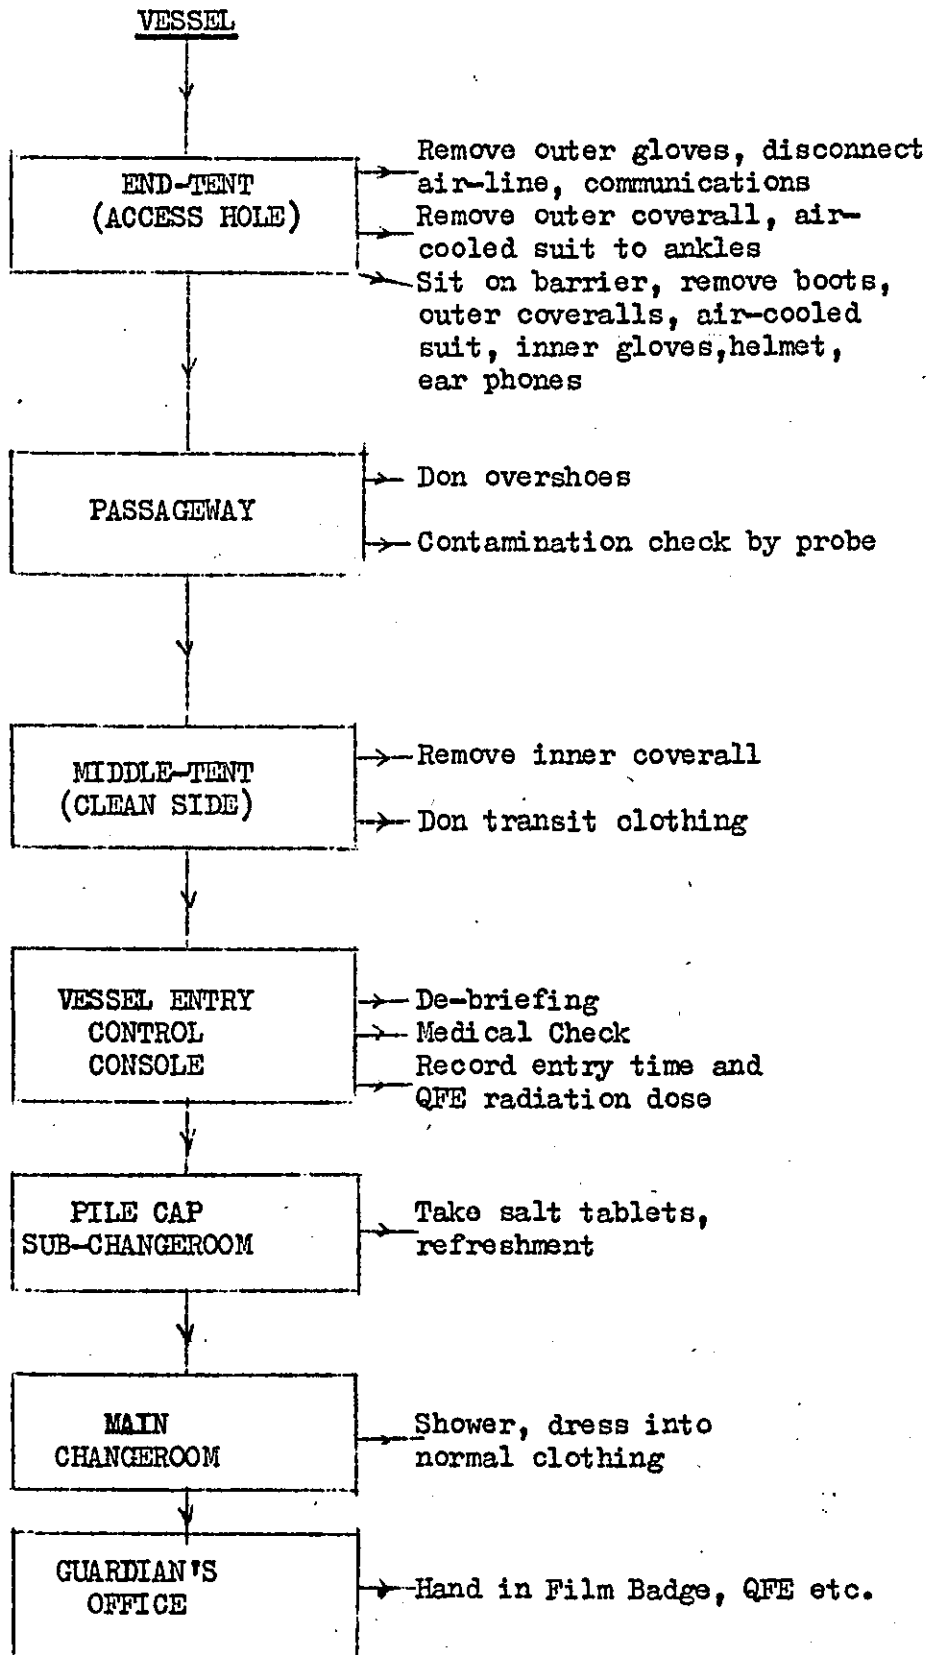 VESSEL
END-TENT
(ACCESS HOLE)
Remove outer gloves, disconnect
air-line, communications
Remove outer coverall, air-
cooled suit to ankles
Sit on barrier, remove boots,
outer coveralls, air-cooled
suit, inner gloves,helmet,
ear phones
PASSAGEWAY
Don overshoes
Contamination check by probe
MIDDLE-TENT
(CLEAN SIDE)
Remove inner coverall
Don transit clothing
VESSEL ENTRY
CONTROL
CONSOLE
De-briefing
Medical Check
Record entry time and
QFE radiation dose
PILE CAP
SUB-CHANGEROOM
Take salt tablets,
refreshment
MAIN
CHANGEROOM
Shower, dress into
normal clothing
GUARDIAN'S
OFFICE
Hand in Film Badge, QFE etc.